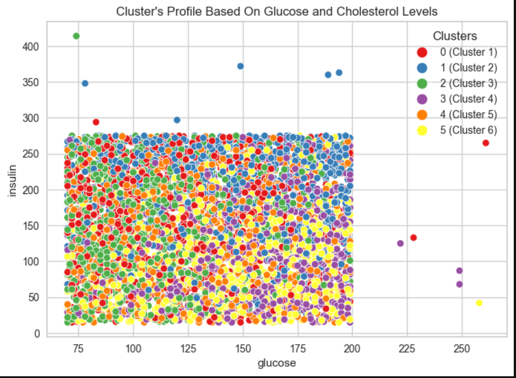 Cluster's Profile Based On Glucose and Cholesterol Levels
Clusters
0 (Cluster 1)
1 (Cluster 2)
2 (Cluster 3)
3 (Cluster 4)
4 (Cluster 5)
5 (Cluster 6)
insulin
400
350
300
250
200
150
100
50
0
75 100 125 150 175 200 225 250
glucose